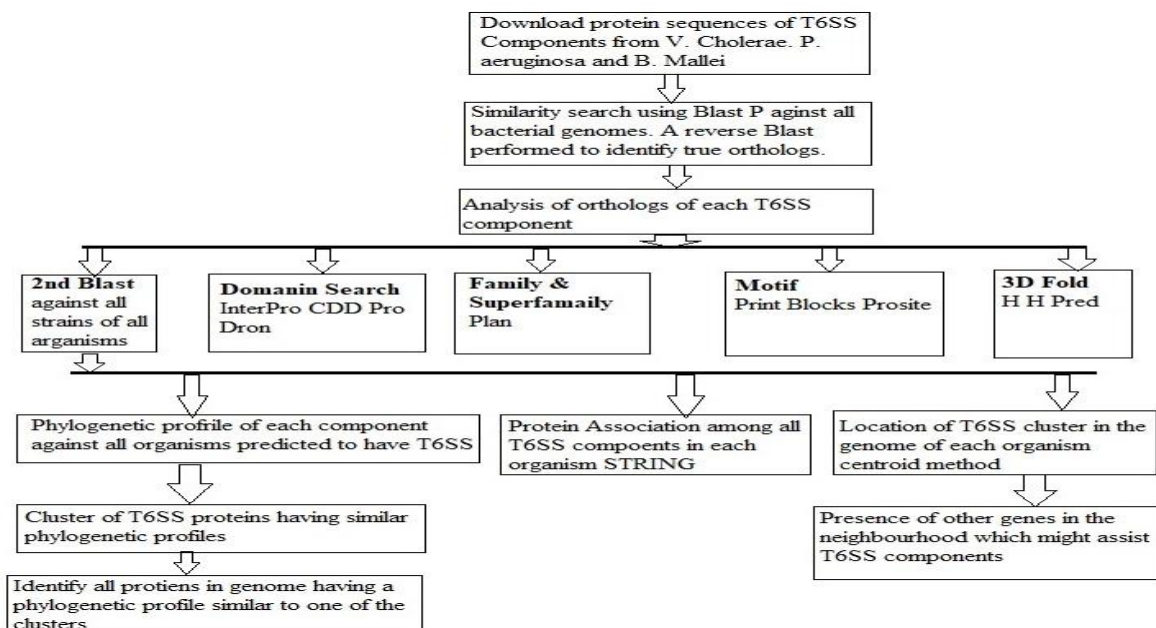 Download protein sequences of T6SS
Components from V. Cholerae. P.
aeruginosa and B. Mallei
Similarity search using Blast P aginst all
bacterial genomes. A reverse Blast
performed to identify true orthologs.
Analysis of orthologs of each T6SS
component
2nd Blast
against all
strains of all
arganisms
Domanin Search
InterPro CDD Pro
Dron
Family &
Superfamaily
Plan
Motif
Print Blocks Prosite
3D Fold
H H Pred
Phylogenetic profrile of each component
against all organisms predicted to have T6SS
Protein Association among all
T6SS compoents in each
organism STRING
Location of T6SS cluster in the
genome of each organism
centroid method
Cluster of T6SS proteins having similar
phylogenetic profiles
Presence of other genes in the
neighbourhood which might assist
T6SS components
Identify all protiens in genome having a
phylogenetic profile similar to one of the
clusters